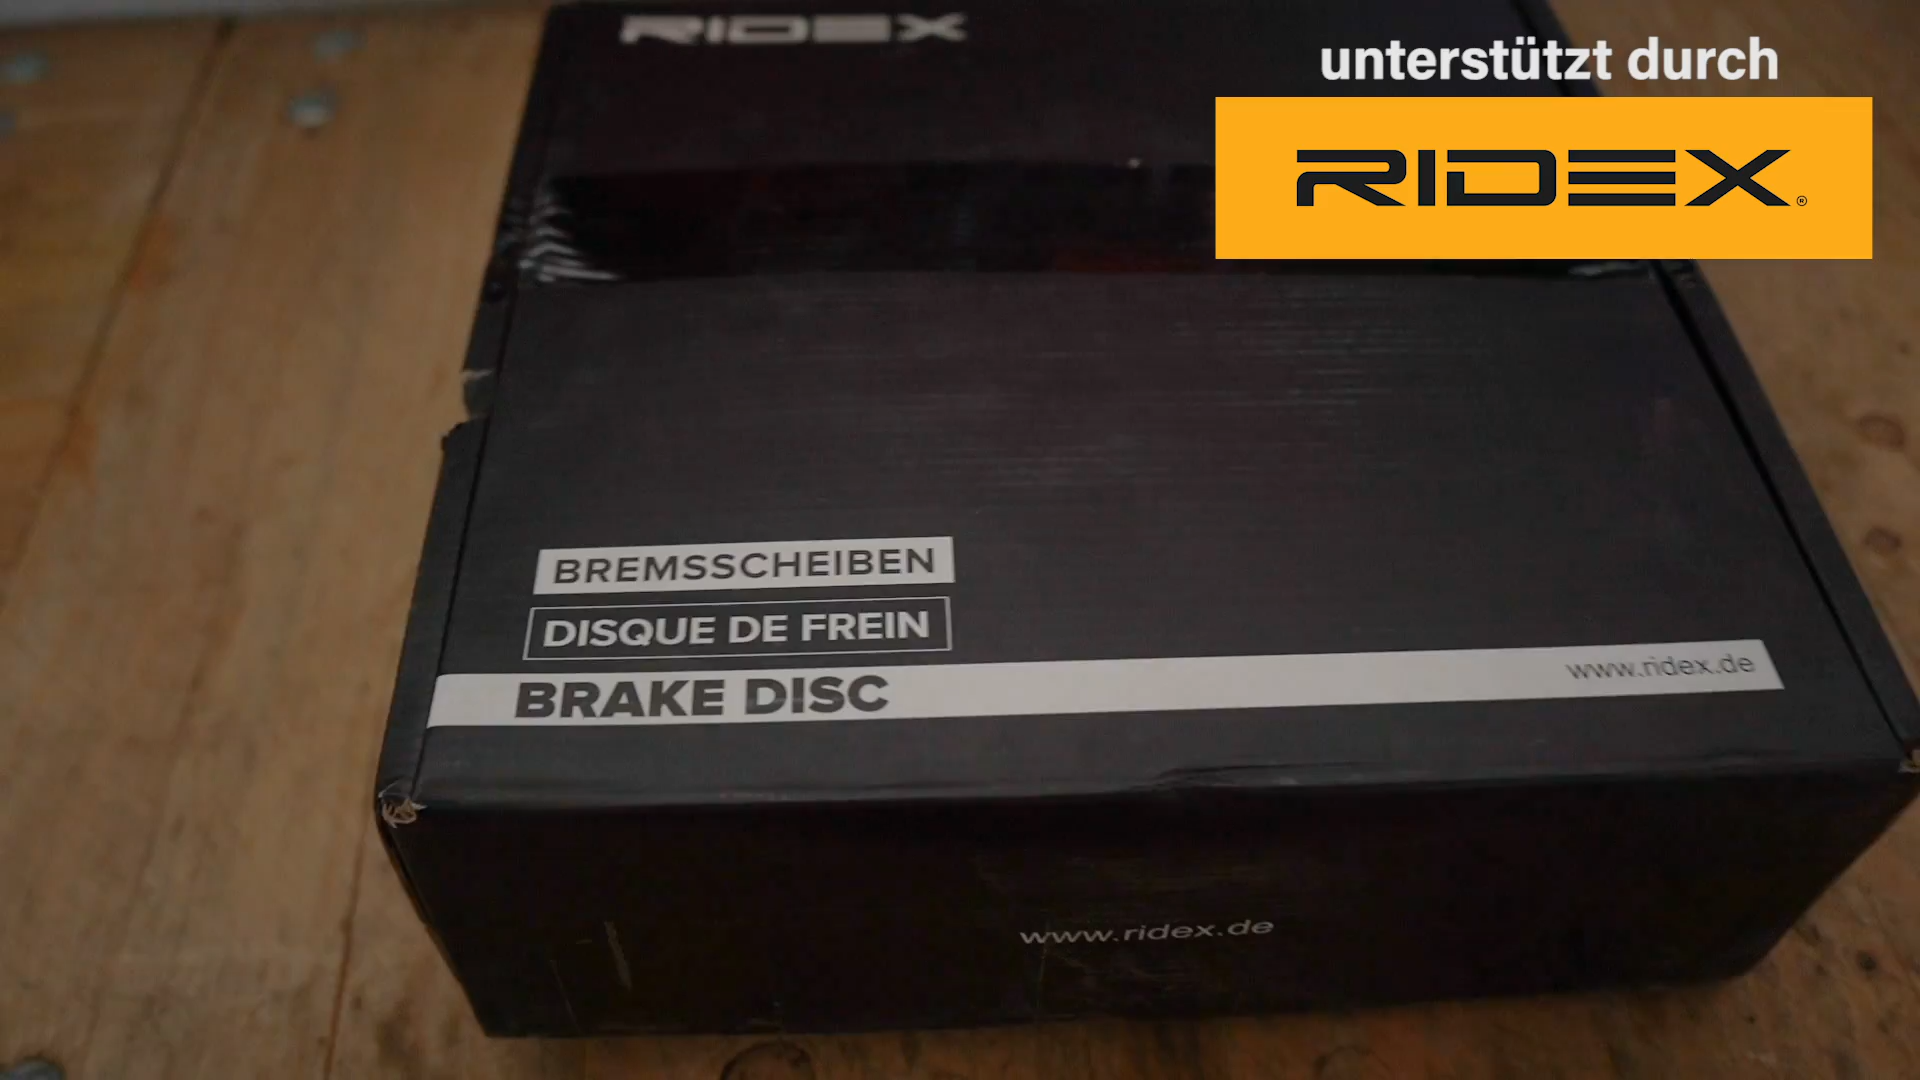 RIDEX
unterstützt durch
RIDEX®
BREMSSCHEIBEN
DISQUE DE FREIN
BRAKE DISC
www.ridex.de
www.ridex.de